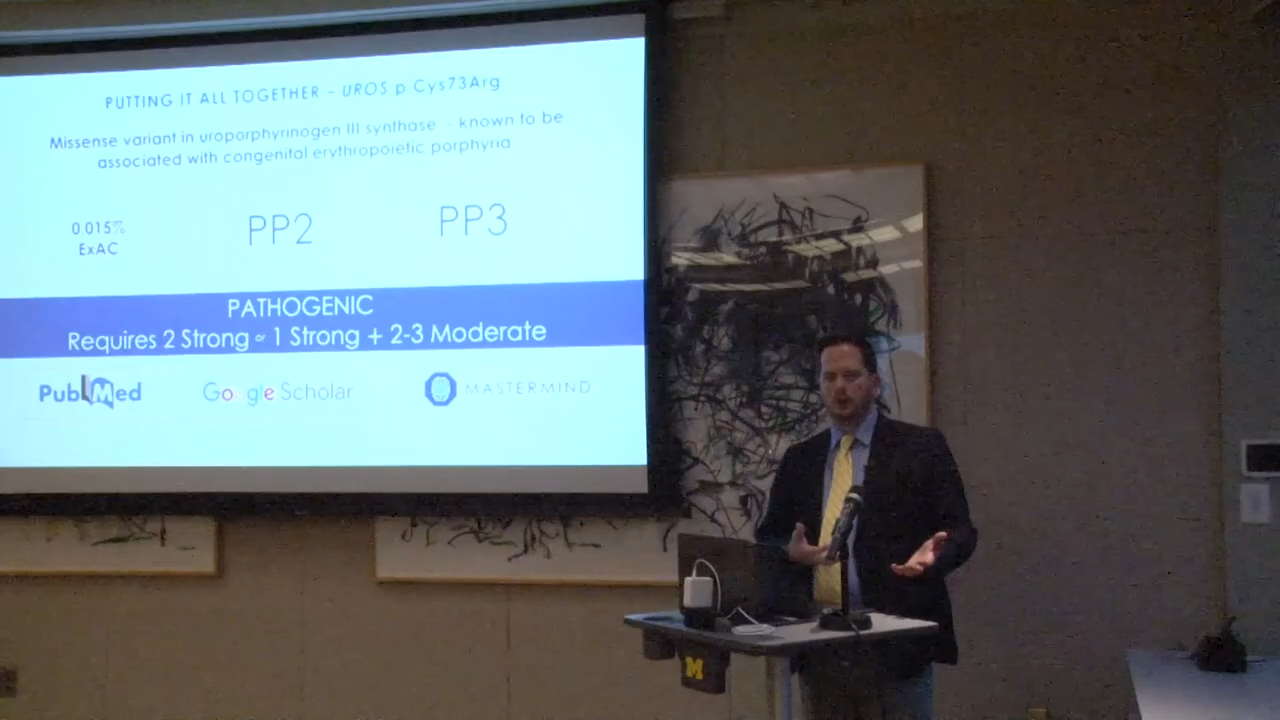 PUTTING IT ALL TOGETHER – UROS p.Cys73Arg
Missense variant in uroporphyrinogen III synthase - known to be
associated with congenital erythropoietic porphyria
0.015%
ExAC
PP2
PP3
PATHOGENIC
Requires 2 Strong or 1 Strong + 2-3 Moderate
PubMed
Google Scholar
MASTERMIND
M